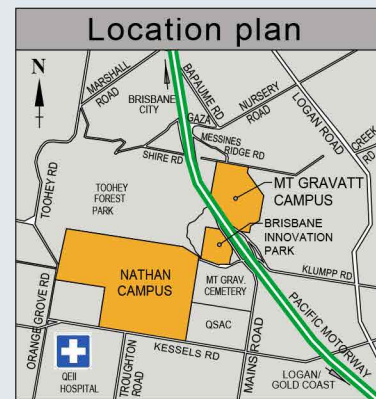 Location plan
N
MARSHALL
ROAD
BAPAUME RD
BRISBANE
CITY
GAZA
NURSERY
ROAD
LOGAN ROAD
CREEK
RD
MESSINES
RIDGE RD
SHIRE RD
TOOHEY RD
TOOHEY
FOREST
PARK
MT GRAVATT
CAMPUS
BRISBANE
INNOVATION
PARK
NATHAN
CAMPUS
MT GRAV.
CEMETERY
KLUMPP RD
QSAC
PACIFIC MOTORWAY
ORANGE GROVE RD
KESSELS RD
MAINS ROAD
QEII
HOSPITAL
TROUGHTON
ROAD
LOGAN/
GOLD COAST